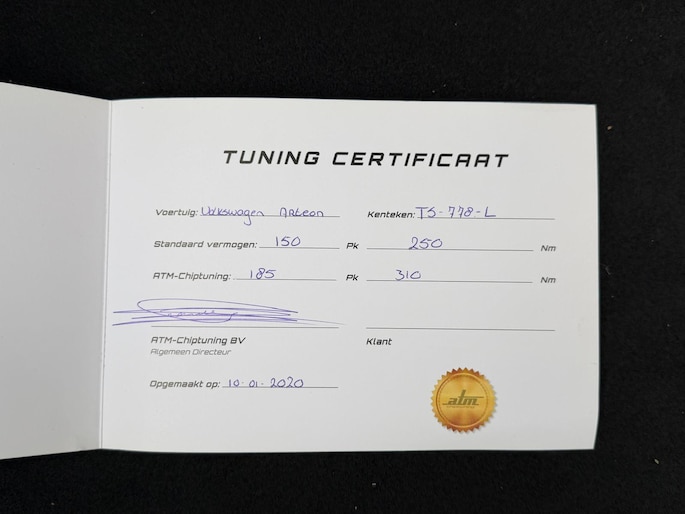 TUNING CERTIFICAAT
Voertuig: Volkswagen Arteon Kenteken: TS-778-L
Standaard vermogen: 150 Pk 250 Nm
ATM-Chiptuning: 185 Pk 310 Nm
ATM-Chiptuning BV Klant
Algemeen Directeur
Opgemaakt op: 10-01-2020
atm